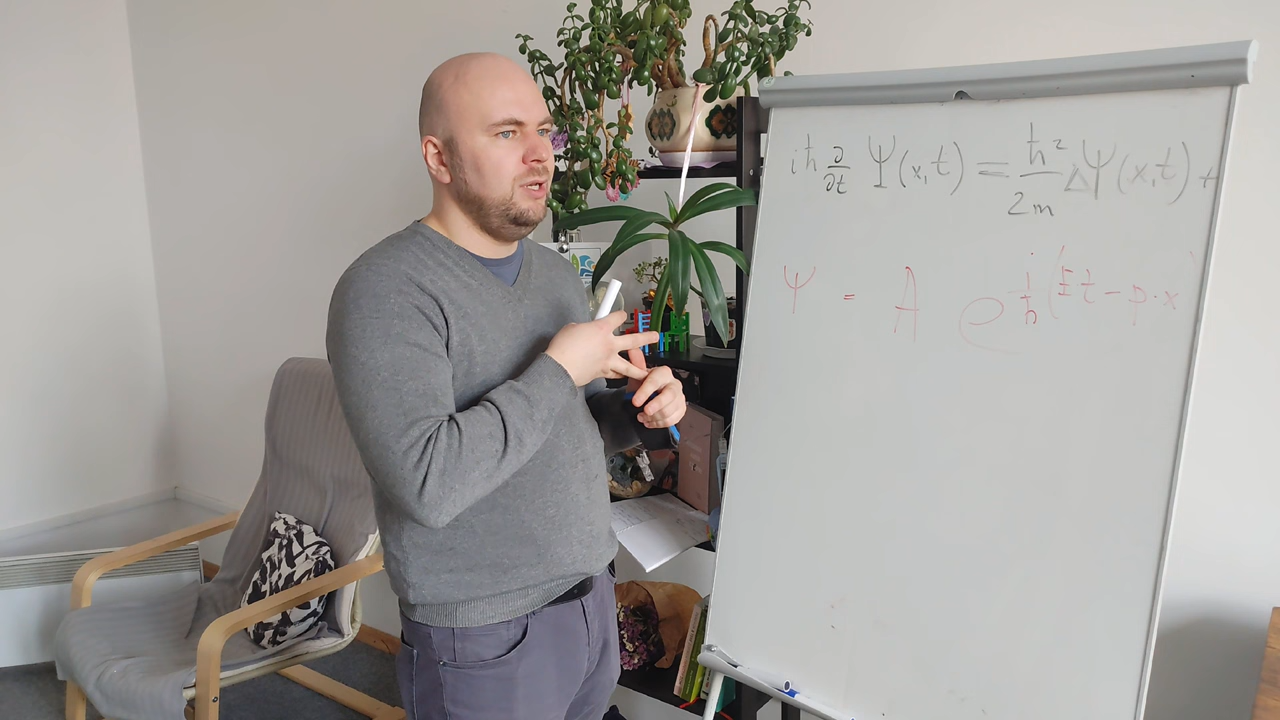 iħ ∂/∂t Ψ(x,t) = ħ²/2m ΔΨ(x,t) +
Ψ = A e^{-i/ħ (Et - p·x)}